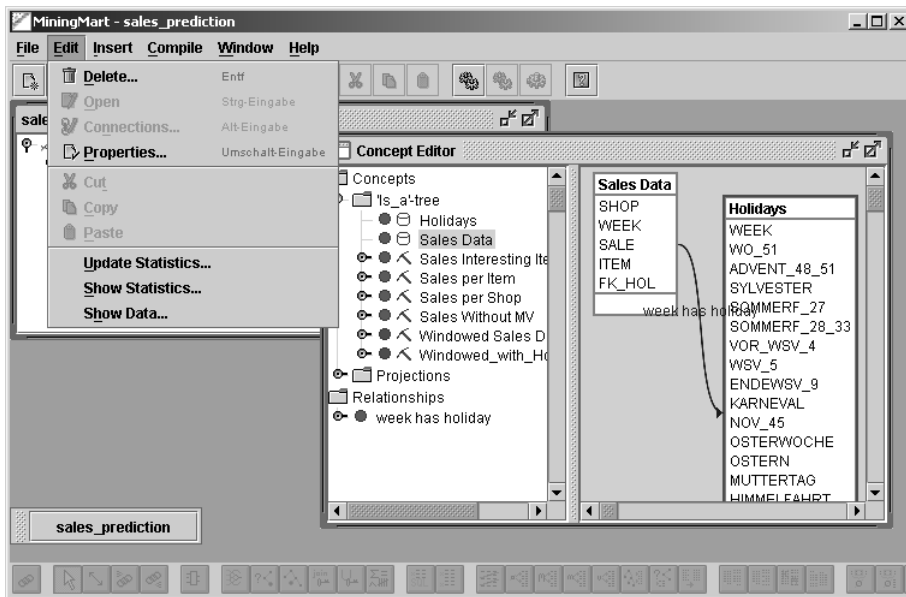 MiningMart - sales_prediction
File Edit Insert Compile Window Help
Delete... Entf
Open Strg-Eingabe
Connections... Alt-Eingabe
Properties... Umschalt-Eingabe
Cut
Copy
Paste
Update Statistics...
Show Statistics...
Show Data...
sale
Concept Editor
Concepts
'Is_a'-tree
Holidays
Sales Data
Sales Interesting Ite
Sales per Item
Sales per Shop
Sales Without MV
Windowed Sales D
Windowed_with_Ho
Projections
Relationships
week has holiday
Sales Data
SHOP
WEEK
SALE
ITEM
FK_HOL
week has holiday
Holidays
WEEK
WO_51
ADVENT_48_51
SYLVESTER
SOMMERF_27
SOMMERF_28_33
VOR_WSV_4
WSV_5
ENDEWSV_9
KARNEVAL
NOV_45
OSTERWOCHE
OSTERN
MUTTERTAG
HIMMELFAHRT
sales_prediction